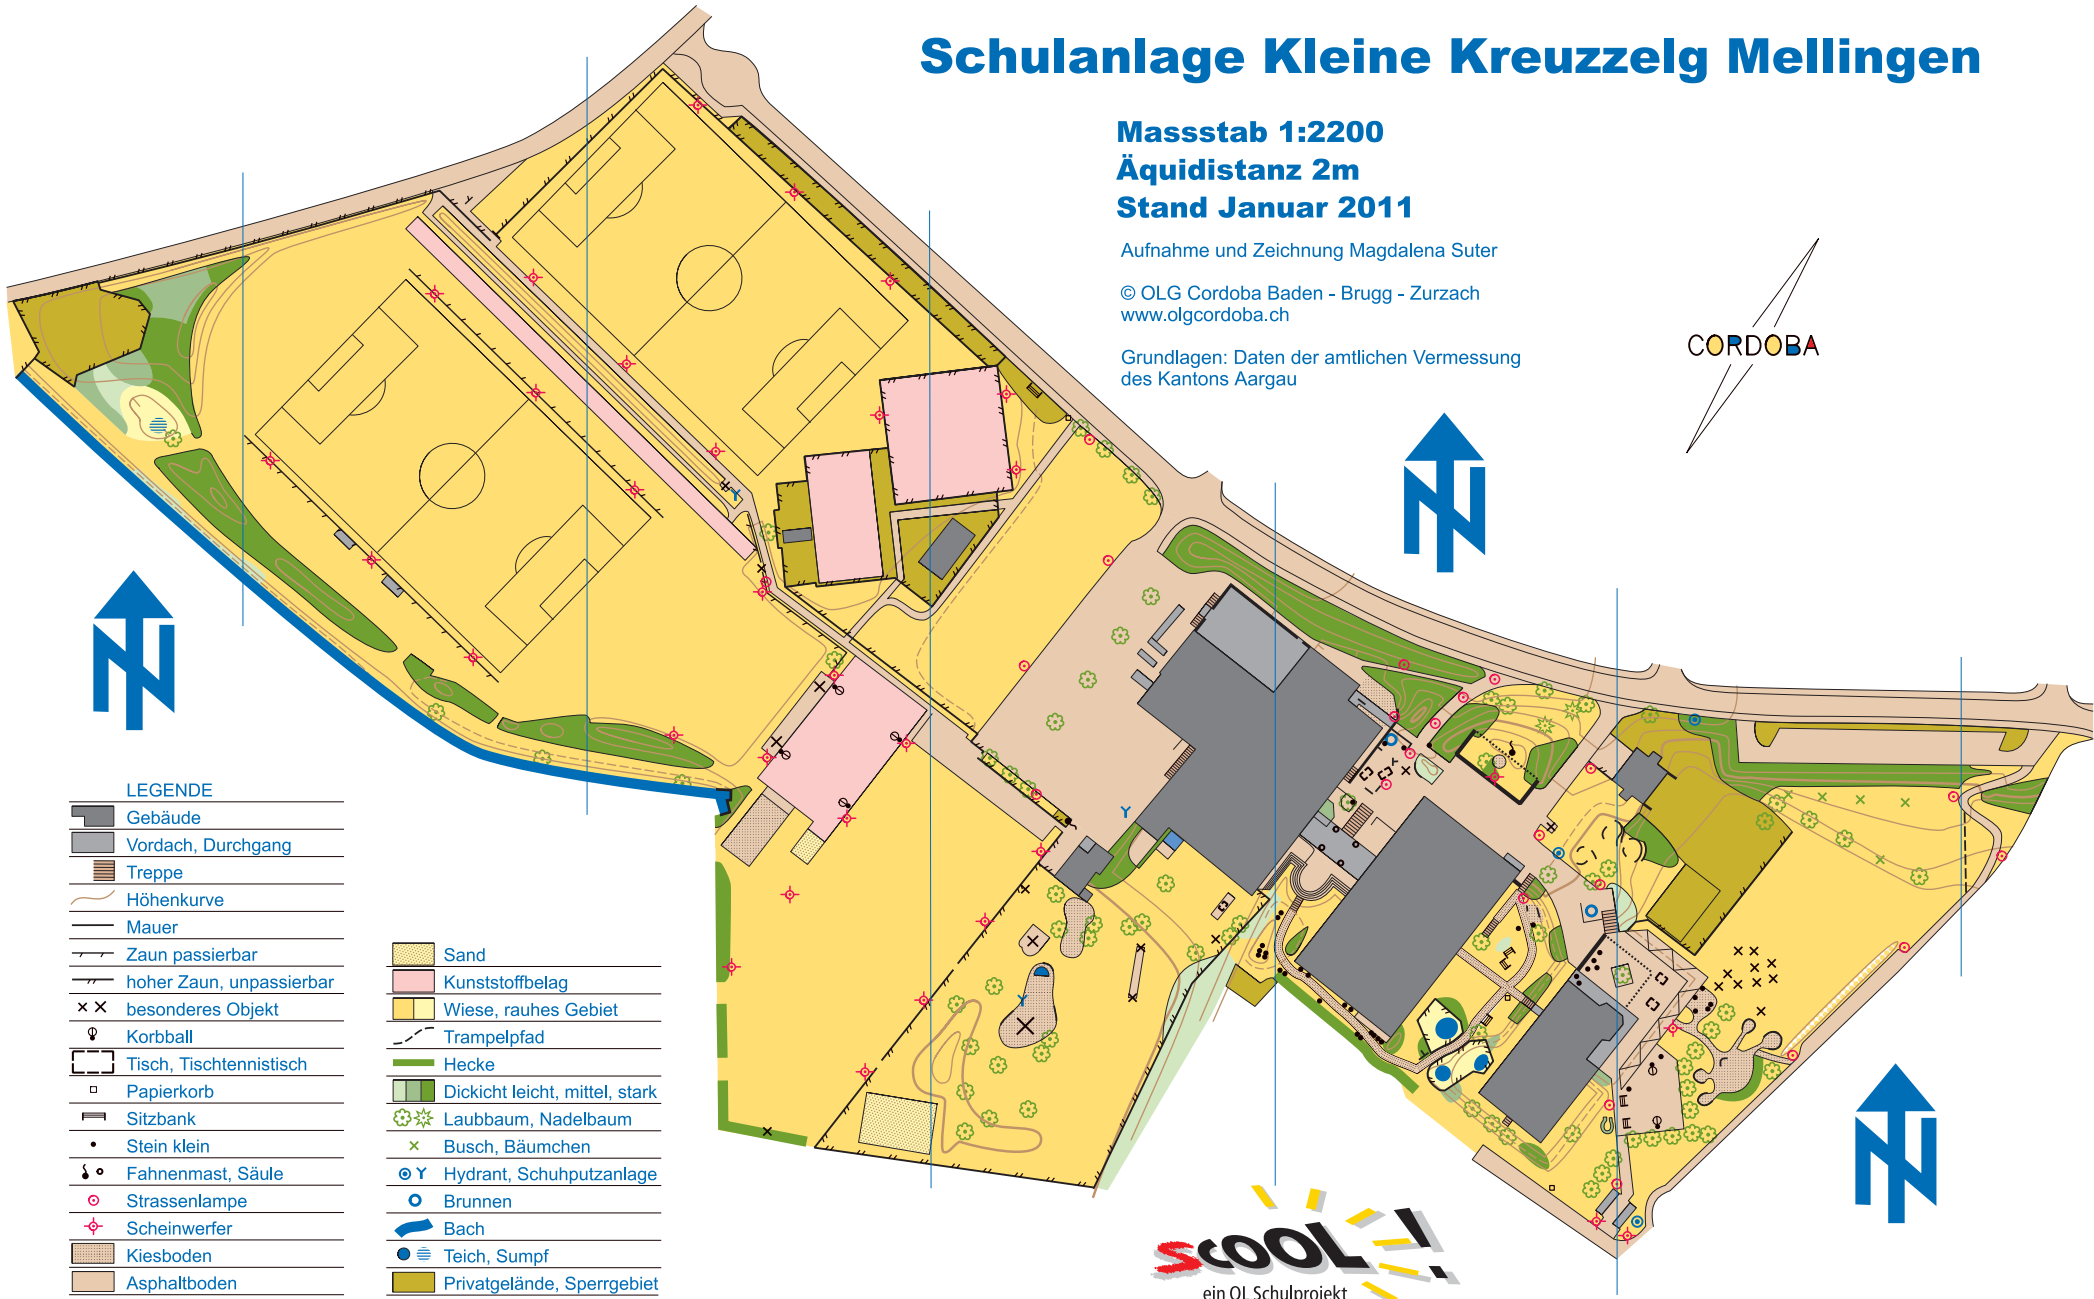 Schulanlage Kleine Kreuzzelg Mellingen
Massstab 1:2200
Äquidistanz 2m
Stand Januar 2011
Aufnahme und Zeichnung Magdalena Suter
© OLG Cordoba Baden - Brugg - Zurzach
www.olgcordoba.ch
Grundlagen: Daten der amtlichen Vermessung
des Kantons Aargau
CORDOBA
N
N
N
LEGENDE
Gebäude
Vordach, Durchgang
Treppe
Höhenkurve
Mauer
Zaun passierbar
hoher Zaun, unpassierbar
besonderes Objekt
Korbball
Tisch, Tischtennistisch
Papierkorb
Sitzbank
Stein klein
Fahnenmast, Säule
Strassenlampe
Scheinwerfer
Kiesboden
Asphaltboden
Sand
Kunststoffbelag
Wiese, rauhes Gebiet
Trampelpfad
Hecke
Dickicht leicht, mittel, stark
Laubbaum, Nadelbaum
Busch, Bäumchen
Hydrant, Schuhputzanlage
Brunnen
Bach
Teich, Sumpf
Privatgelände, Sperrgebiet
sCOOL!
ein OL Schulprojekt